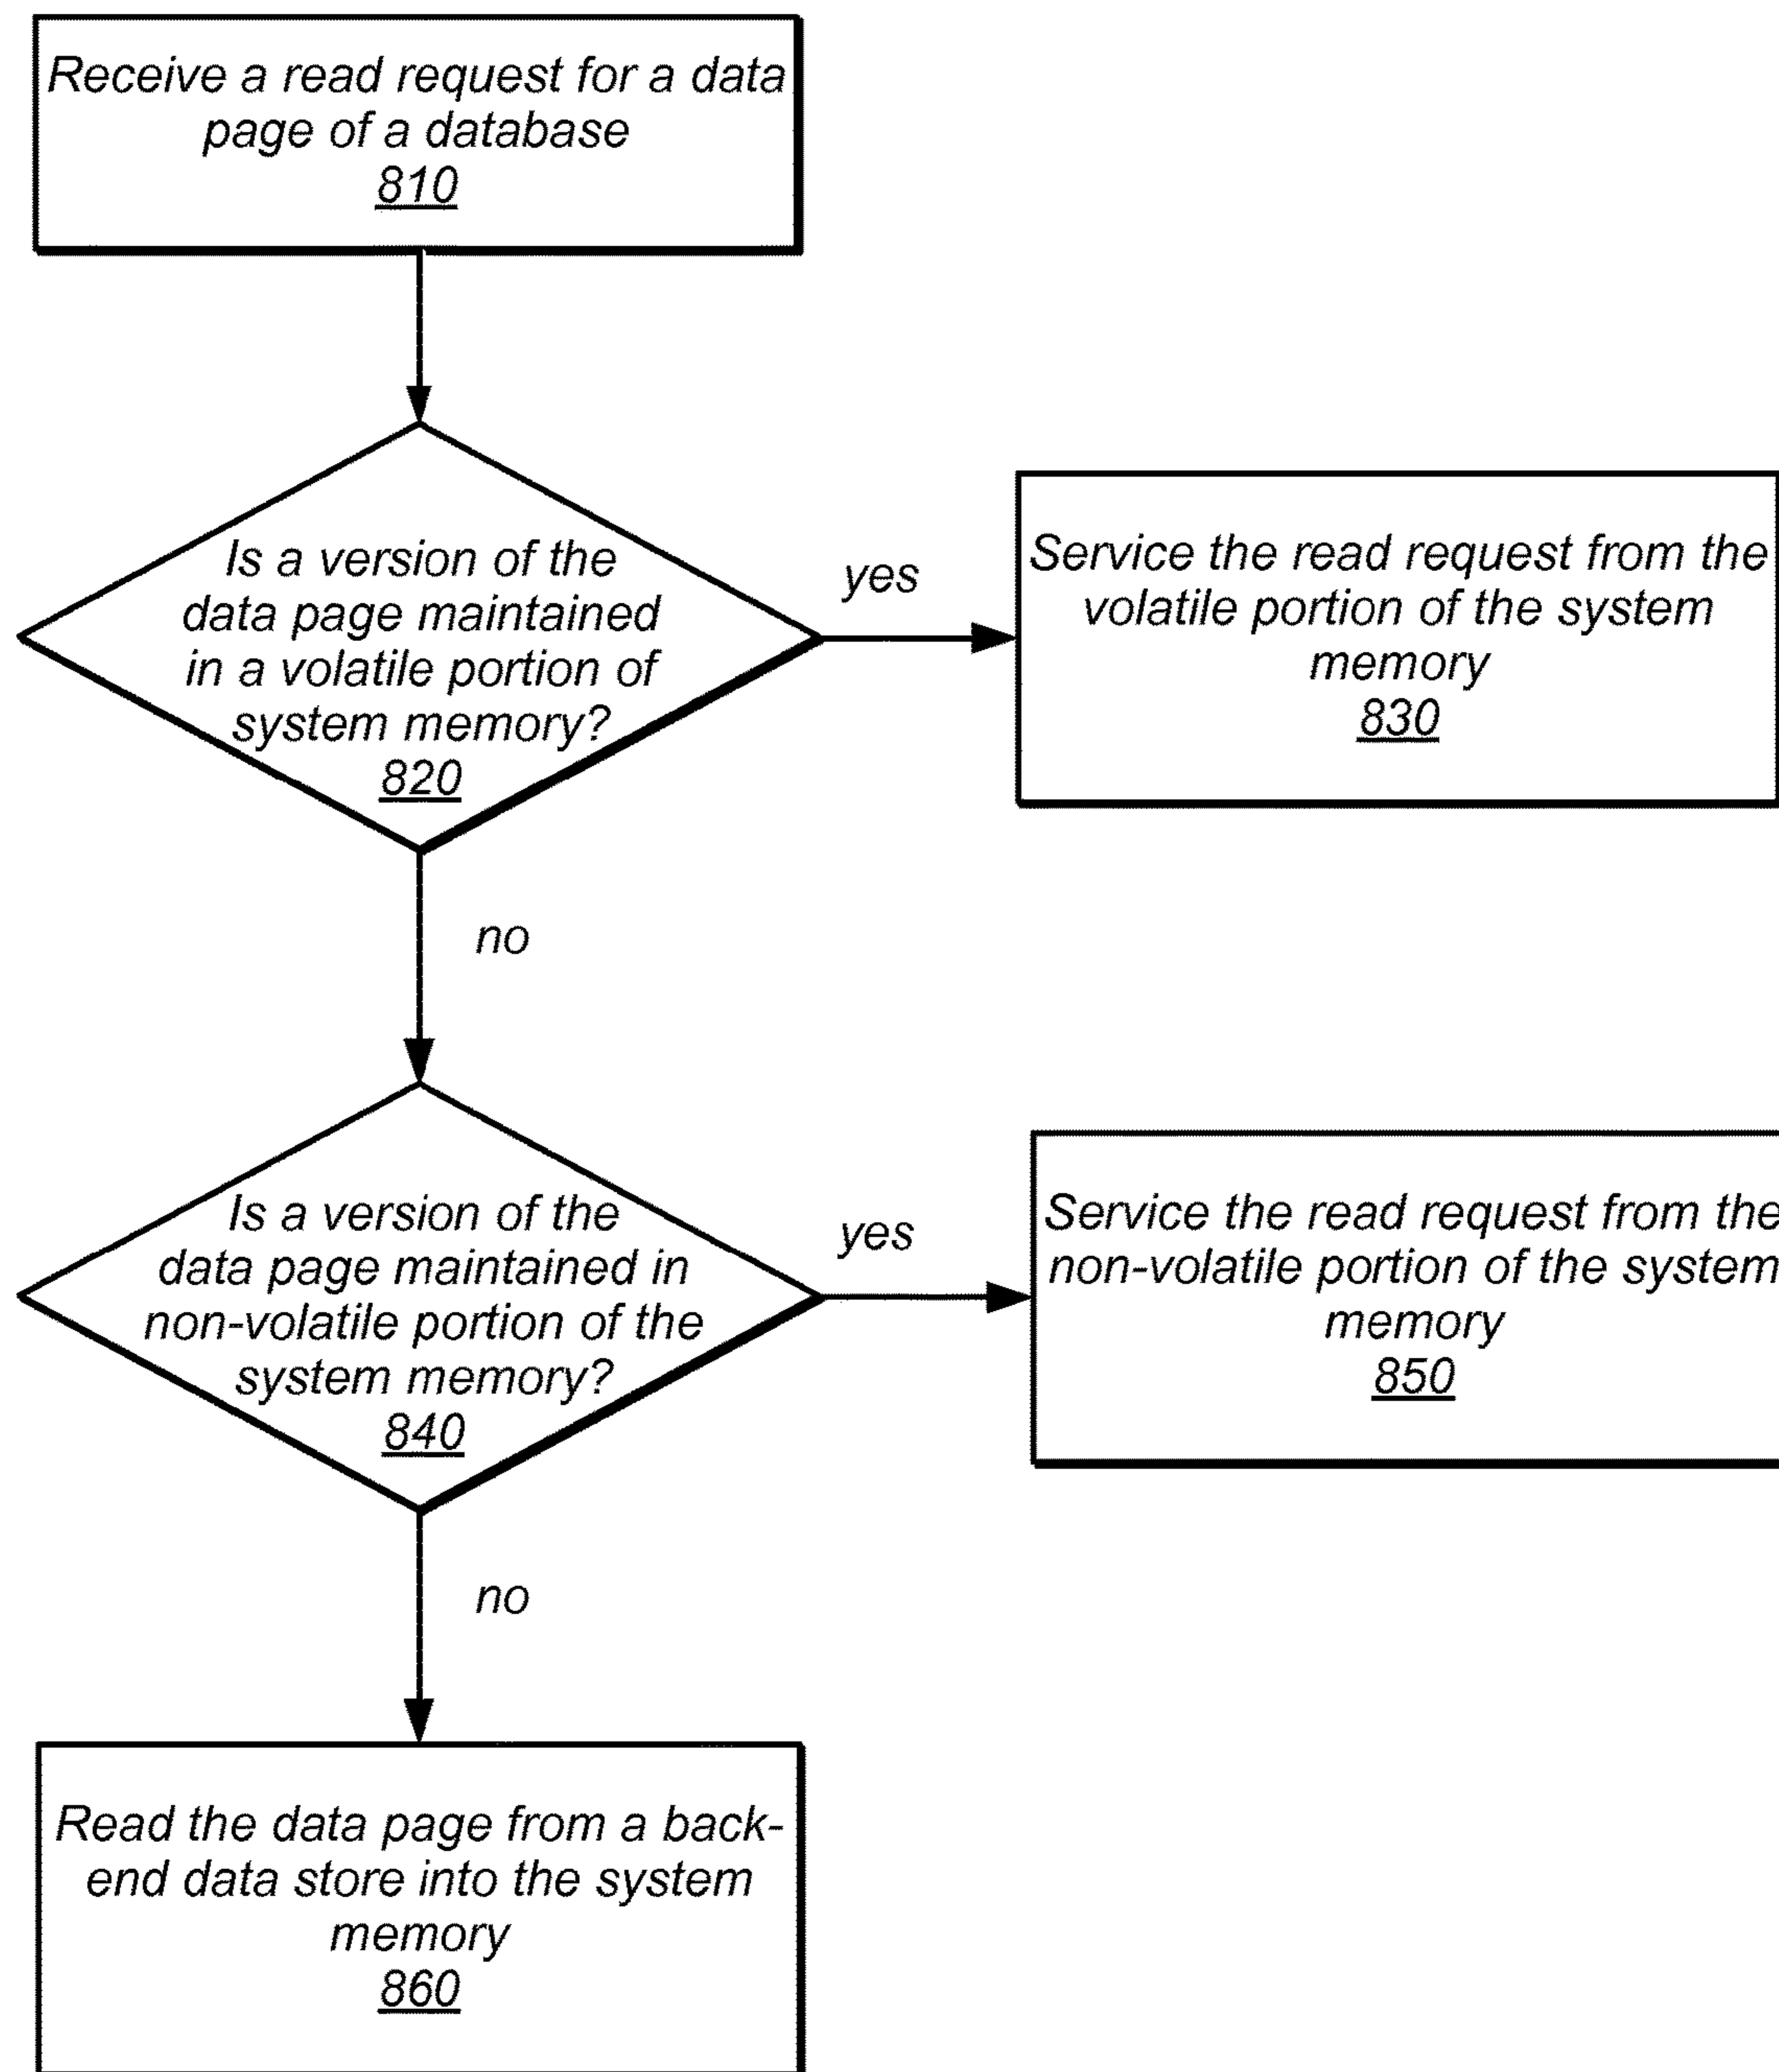 Receive a read request for a data
page of a database
810
Is a version of the
data page maintained
in a volatile portion of
system memory?
820
yes
Service the read request from the
volatile portion of the system
memory
830
no
Is a version of the
data page maintained in
non-volatile portion of the
system memory?
840
yes
Service the read request from the
non-volatile portion of the system
memory
850
no
Read the data page from a back-
end data store into the system
memory
860